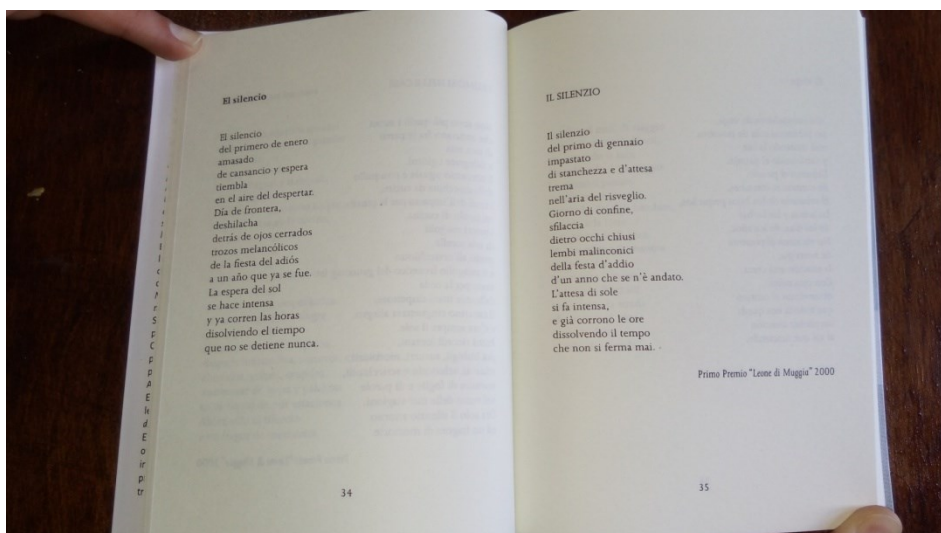 El silencio
El silencio
del primero de enero
amasado
de cansancio y espera
tiembla
en el aire del despertar.
Día de frontera,
deshilacha
detrás de ojos cerrados
trozos melancólicos
de la fiesta del adiós
a un año que ya se fue.
La espera del sol
se hace intensa
y ya corren las horas
disolviendo el tiempo
que no se detiene nunca.
34
IL SILENZIO
Il silenzio
del primo di gennaio
impastato
di stanchezza e d'attesa
trema
nell'aria del risveglio.
Giorno di confine,
sfilaccia
dietro occhi chiusi
lembi malinconici
della festa d'addio
d'un anno che se n'è andato.
L'attesa di sole
si fa intensa,
e già corrono le ore
dissolvendo il tempo
che non si ferma mai.
Primo Premio "Leone di Muggia" 2000
35